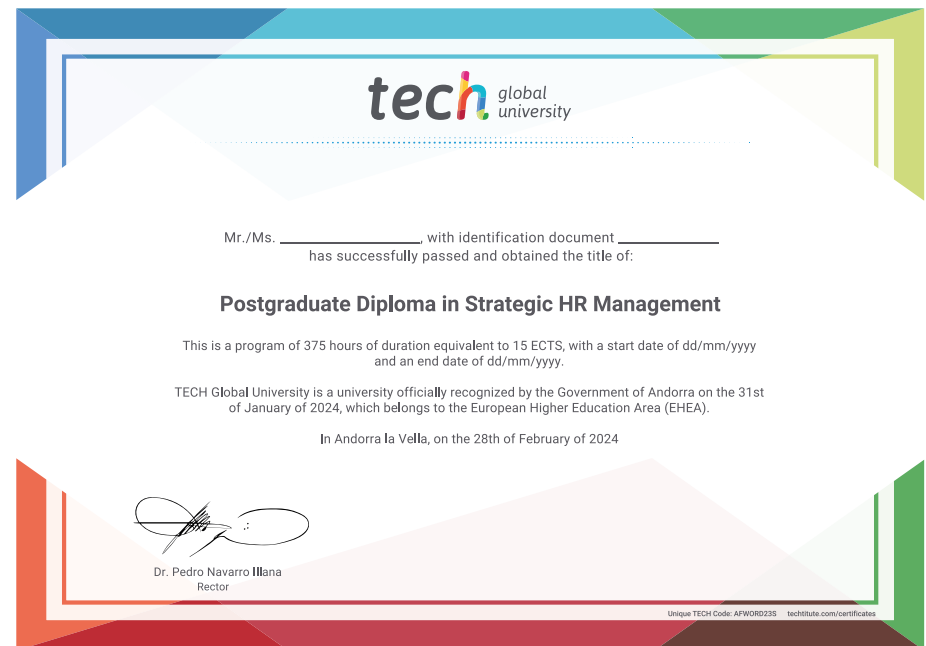 tech global university
Mr./Ms. ____________, with identification document ____________
has successfully passed and obtained the title of:
Postgraduate Diploma in Strategic HR Management
This is a program of 375 hours of duration equivalent to 15 ECTS, with a start date of dd/mm/yyyy
and an end date of dd/mm/yyyy.
TECH Global University is a university officially recognized by the Government of Andorra on the 31st
of January of 2024, which belongs to the European Higher Education Area (EHEA).
In Andorra la Vella, on the 28th of February of 2024
Dr. Pedro Navarro Illana
Rector
Unique TECH Code: AFWORD23S techtitute.com/certificates